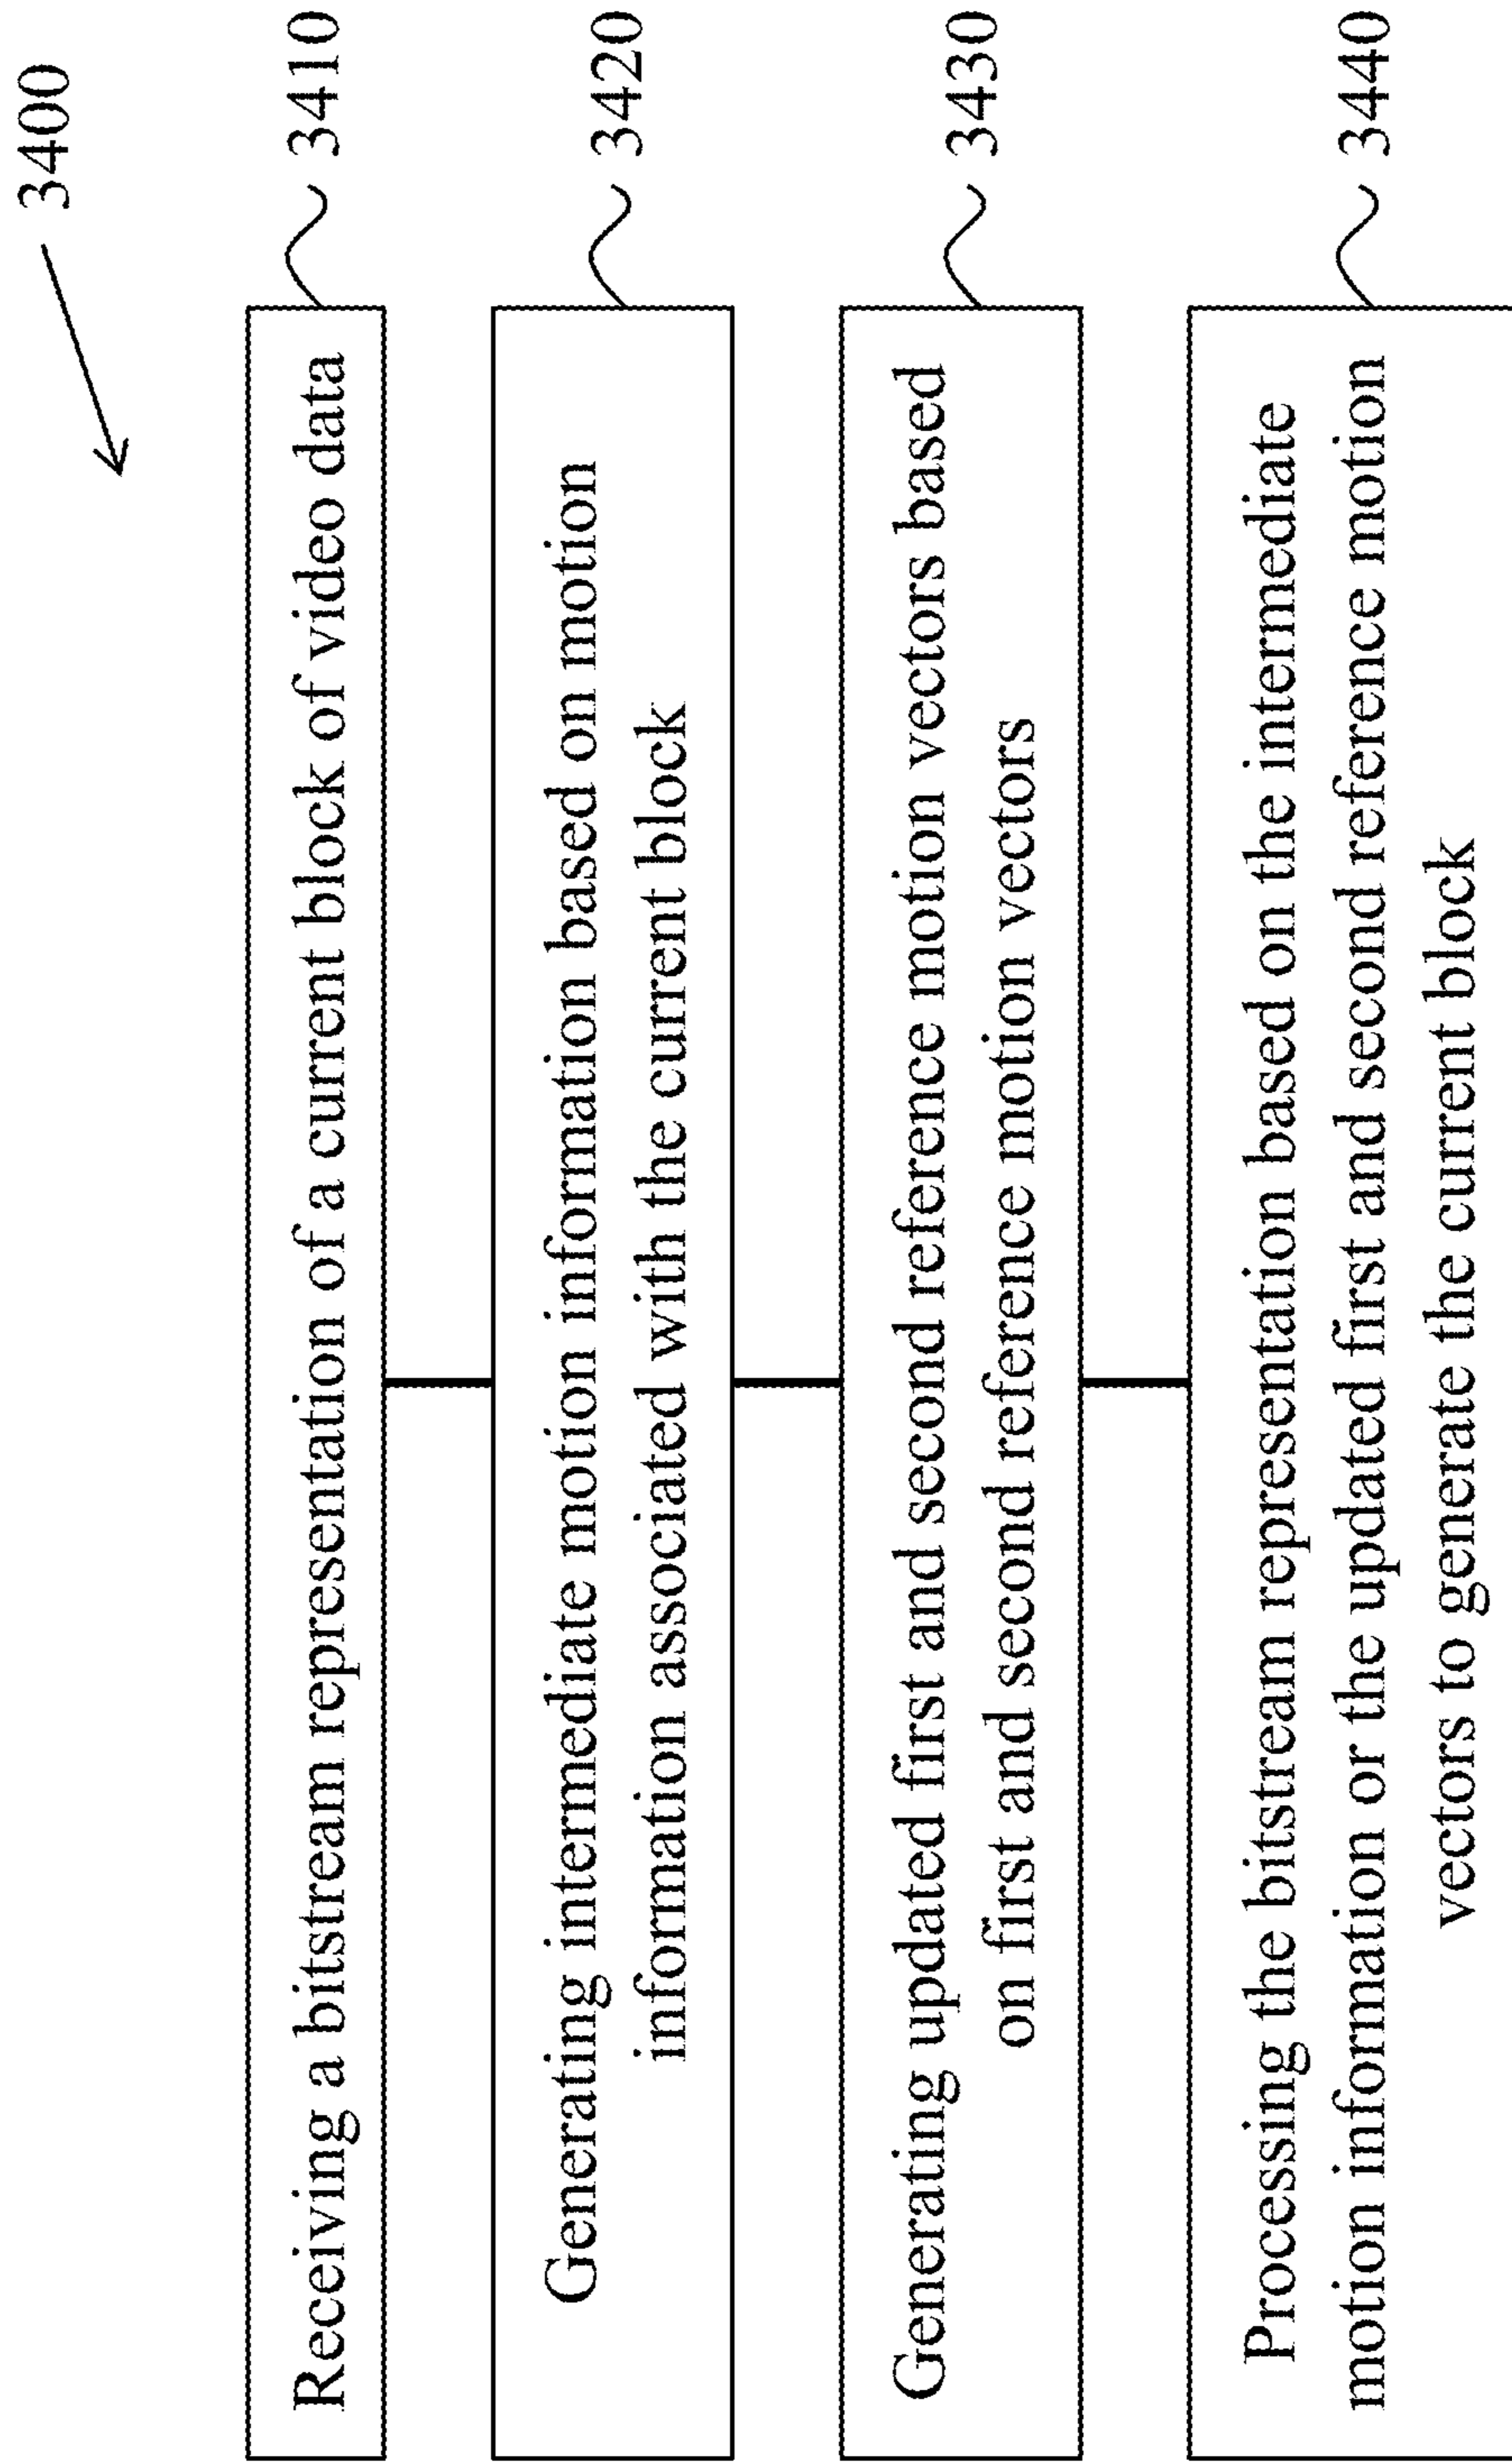 3400
Receiving a bitstream representation of a current block of video data
3410
Generating intermediate motion information based on motion
information associated with the current block
3420
Generating updated first and second reference motion vectors based
on first and second reference motion vectors
3430
Processing the bitstream representation based on the intermediate
motion information or the updated first and second reference motion
vectors to generate the current block
3440